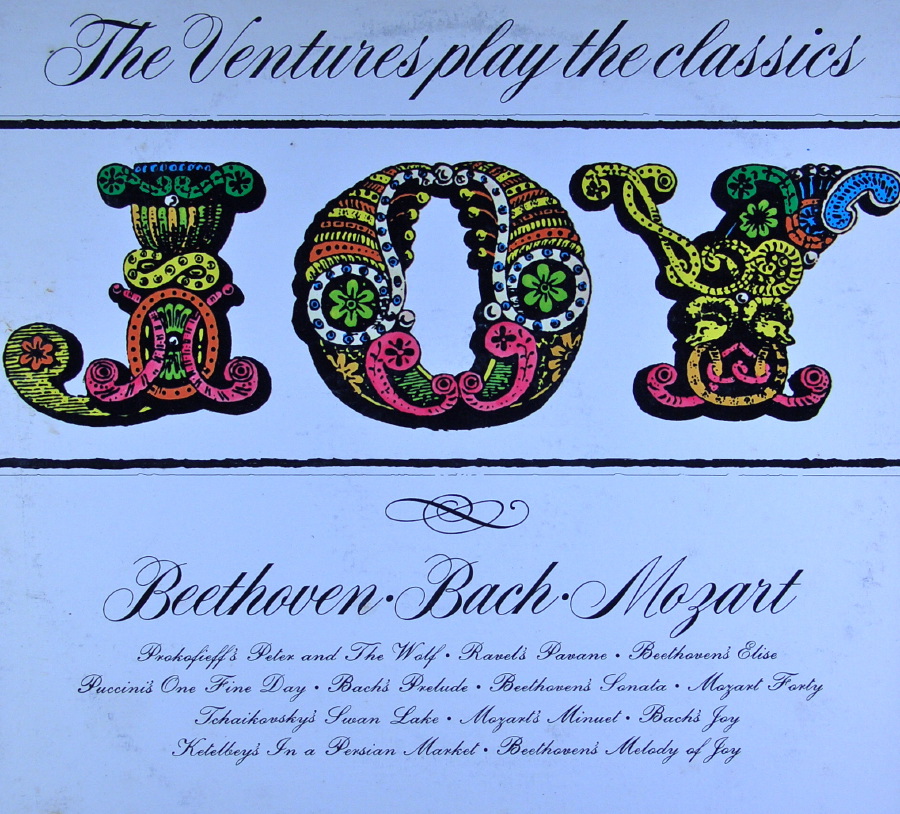 The Ventures play the classics
JOY
Beethoven • Bach • Mozart
Prokofieff's Peter and The Wolf • Ravel's Pavane • Beethoven's Elise
Puccini's One Fine Day • Bach's Prelude • Beethoven's Sonata • Mozart Forty
Tchaikovsky's Swan Lake • Mozart's Minuet • Bach's Joy
Ketelbey's In a Persian Market • Beethoven's Melody of Joy